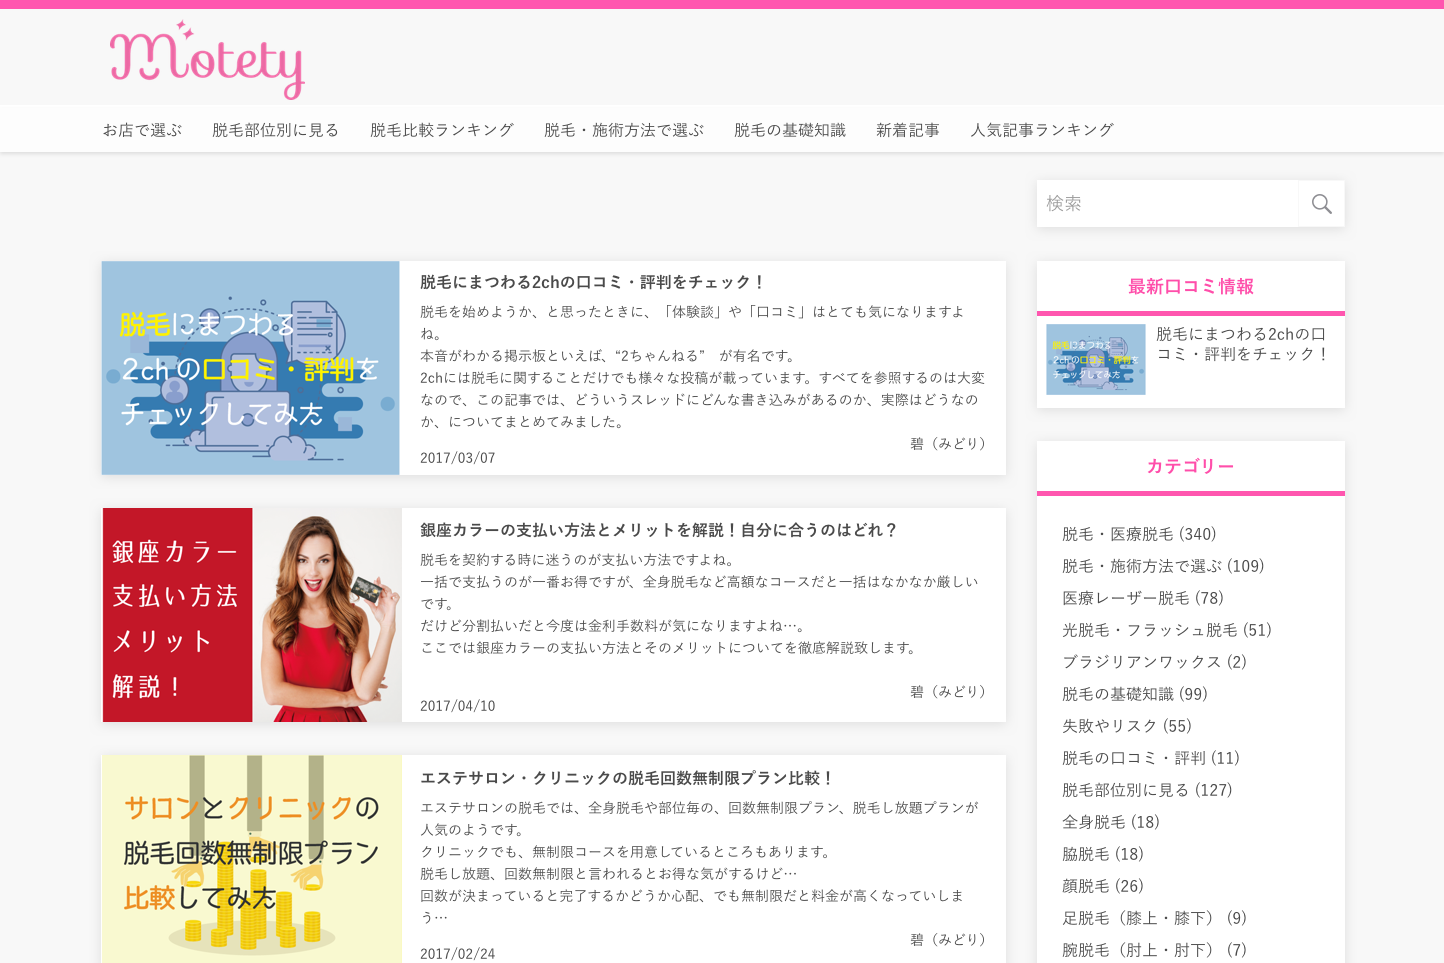 Motety
お店で選ぶ 脱毛部位別に見る 脱毛比較ランキング 脱毛・施術方法で選ぶ 脱毛の基礎知識 新着記事 人気記事ランキング
検索
脱毛にまつわる
2chの口コミ・評判を
チェックしてみた
脱毛にまつわる2chの口コミ・評判をチェック！
脱毛を始めようか、と思ったときに、「体験談」や「口コミ」はとても気になりますよ
ね。
本音がわかる掲示板といえば、“2ちゃんねる”　が有名です。
2chには脱毛に関することだけでも様々な投稿が載っています。すべてを参照するのは大変
なので、この記事では、どういうスレッドにどんな書き込みがあるのか、実際はどうなの
か、についてまとめてみました。
碧（みどり）
2017/03/07
銀座カラー
支払い方法
メリット
解説！
銀座カラーの支払い方法とメリットを解説！自分に合うのはどれ？
脱毛を契約する時に迷うのが支払い方法ですよね。
一括で支払うのが一番お得ですが、全身脱毛など高額なコースだと一括はなかなか厳しい
です。
だけど分割払いだと今度は金利手数料が気になりますよね…。
ここでは銀座カラーの支払い方法とそのメリットについてを徹底解説致します。
碧（みどり）
2017/04/10
サロンとクリニックの
脱毛回数無制限プラン
比較してみた
エステサロン・クリニックの脱毛回数無制限プラン比較！
エステサロンの脱毛では、全身脱毛や部位毎の、回数無制限プラン、脱毛し放題プランが
人気のようです。
クリニックでも、無制限コースを用意しているところもあります。
脱毛し放題、回数無制限と言われるとお得な気がするけど…
回数が決まっていると完了するかどうか心配、でも無制限だと料金が高くなっていしま
う…
碧（みどり）
2017/02/24
最新口コミ情報
脱毛にまつわる
2chの口コミ・評判を
チェックしてみた
脱毛にまつわる2chの口
コミ・評判をチェック！
カテゴリー
脱毛・医療脱毛 (340)
脱毛・施術方法で選ぶ (109)
医療レーザー脱毛 (78)
光脱毛・フラッシュ脱毛 (51)
ブラジリアンワックス (2)
脱毛の基礎知識 (99)
失敗やリスク (55)
脱毛の口コミ・評判 (11)
脱毛部位別に見る (127)
全身脱毛 (18)
脇脱毛 (18)
顔脱毛 (26)
足脱毛（膝上・膝下） (9)
腕脱毛（肘上・肘下） (7)